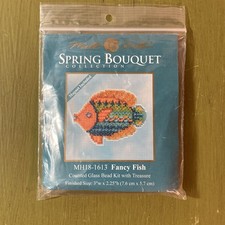 SPRING BOUQUET
COLLECTION
MH18-1613 Fancy Fish
Counted Glass Bead Kit with Treasure
Finished Size: 3"w x 2.25"h (7.6 cm x 5.7 cm)